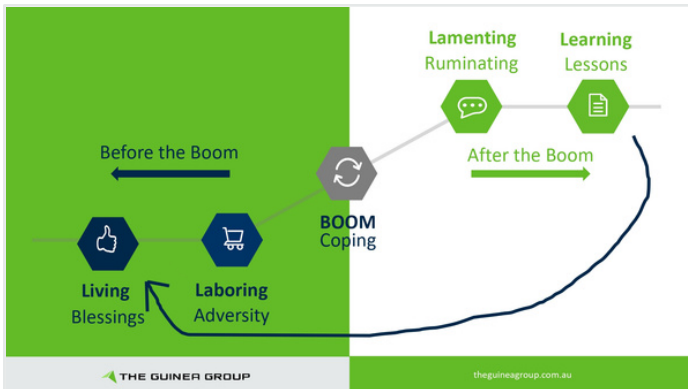 Before the Boom
Living
Blessings
Laboring
Adversity
BOOM
Coping
Lamenting
Ruminating
Learning
Lessons
After the Boom
THE GUINEA GROUP
theguineagroup.com.au